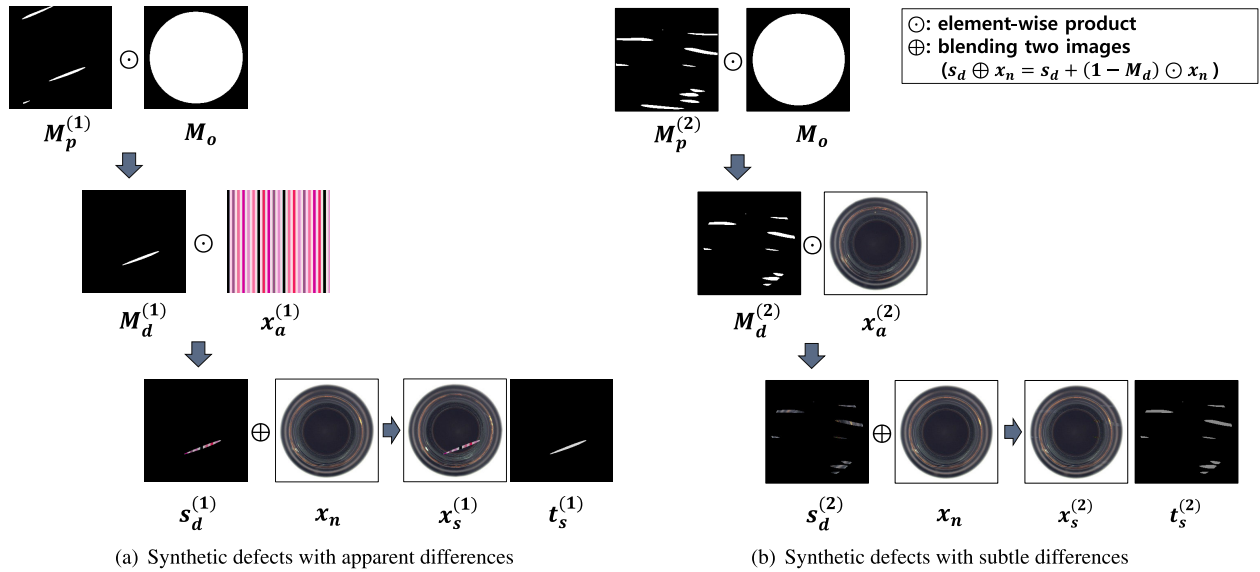 ⊙: element-wise product
⊕: blending two images
(s_d ⊕ x_n = s_d + (1 − M_d) ⊙ x_n )
⊙ ⊙
M_p^{(1)} M_o M_p^{(2)} M_o
⊙ ⊙
M_d^{(1)} x_a^{(1)} M_d^{(2)} x_a^{(2)}
⊕ ⊕
s_d^{(1)} x_n x_s^{(1)} t_s^{(1)} s_d^{(2)} x_n x_s^{(2)} t_s^{(2)}
(a) Synthetic defects with apparent differences
(b) Synthetic defects with subtle differences